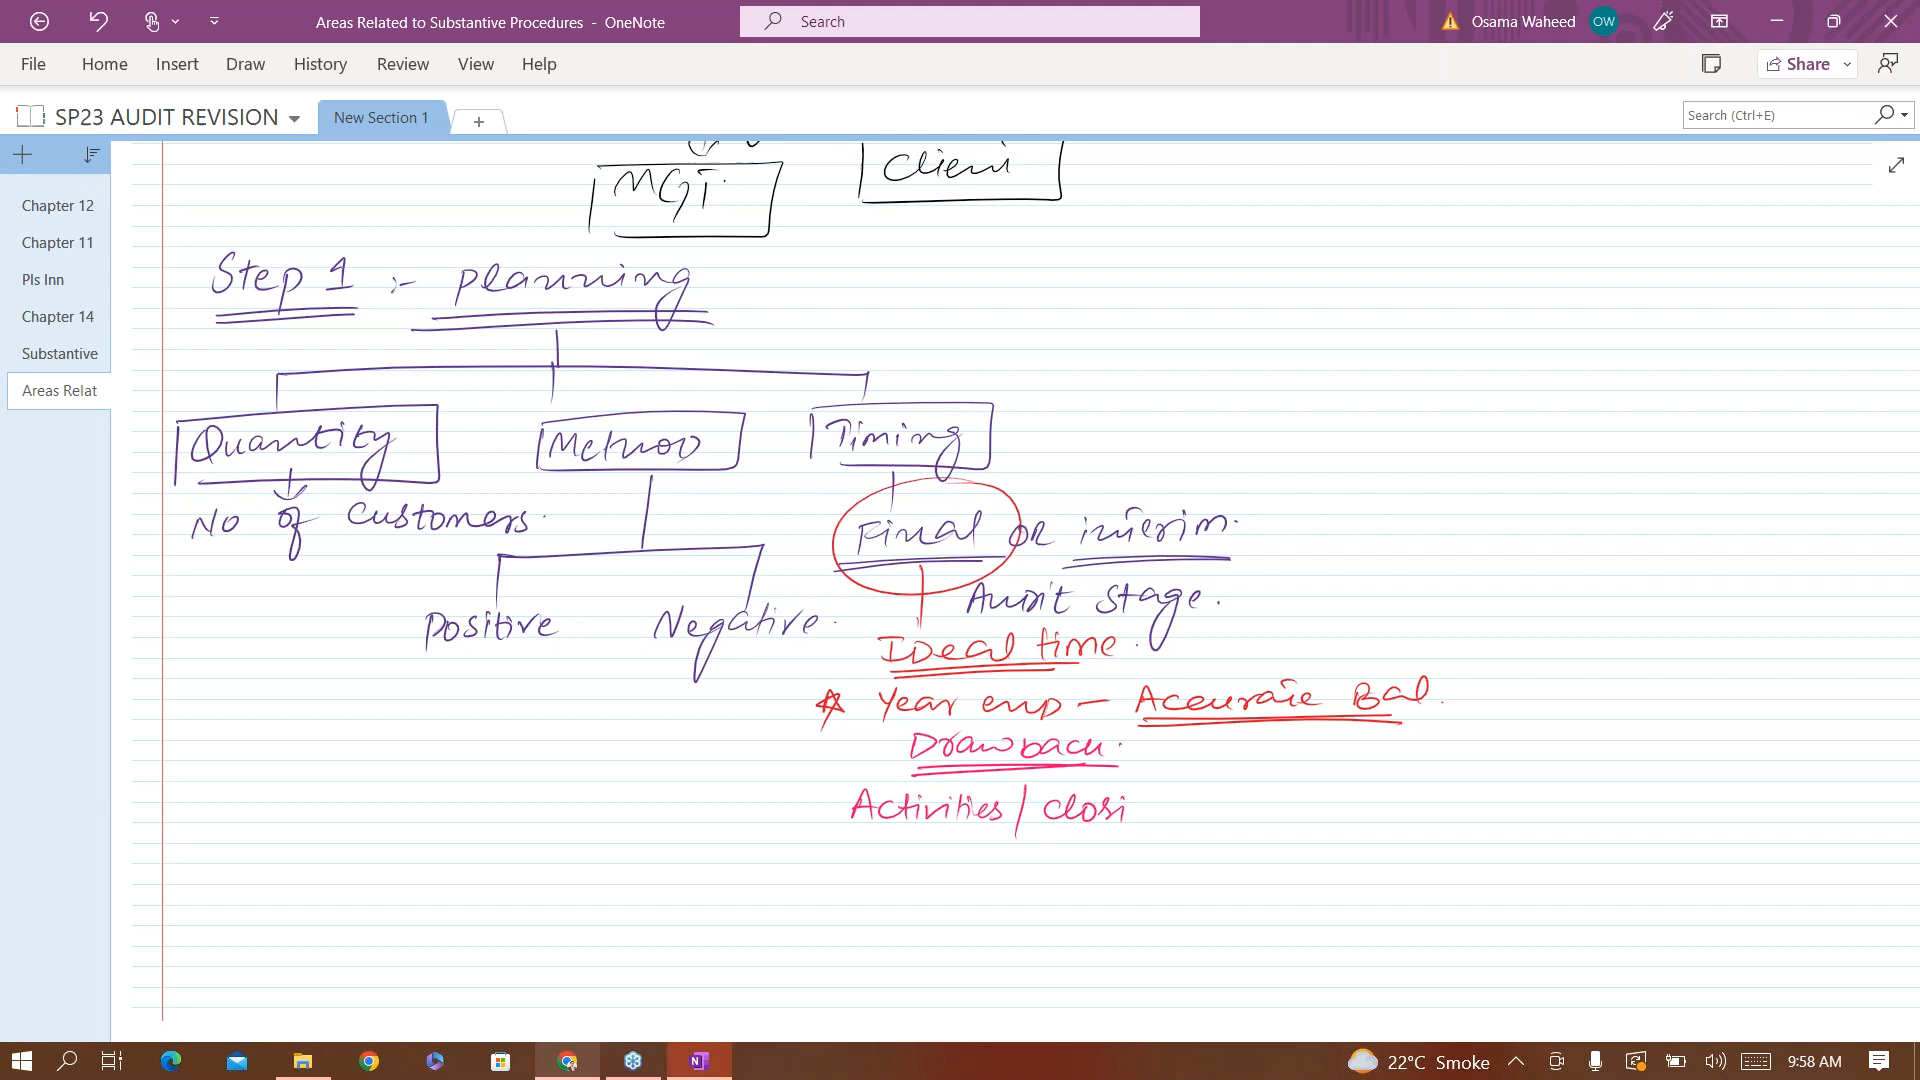 Areas Related to Substantive Procedures - OneNote
Search
Osama Waheed
OW
File Home Insert Draw History Review View Help
Share
SP23 AUDIT REVISION
New Section 1
+
Search (Ctrl+E)
Chapter 12
Chapter 11
Pls Inn
Chapter 14
Substantive
Areas Relat
MGT
Client
Step 1 :- Planning
Quantity Method Timing
No of customers.
Final OR interim.
Audit Stage.
Positive Negative.
Ideal time.
Year end - Accurate Bal.
Drawback.
Activities / closi
22°C Smoke
9:58 AM